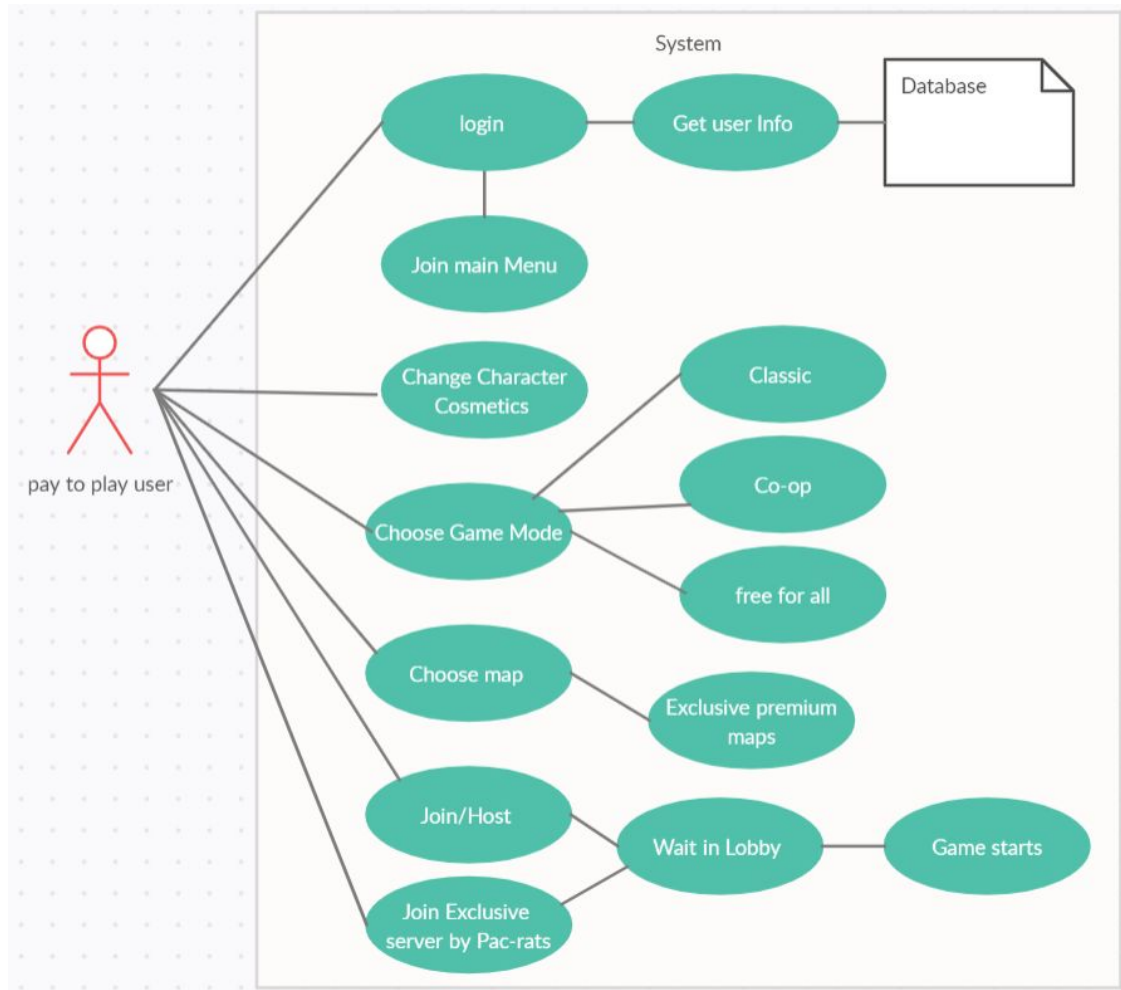 System
login
Get user Info
Database
Join main Menu
Change Character
Cosmetics
Classic
pay to play user
Choose Game Mode
Co-op
free for all
Choose map
Exclusive premium
maps
Join/Host
Wait in Lobby
Game starts
Join Exclusive
server by Pac-rats